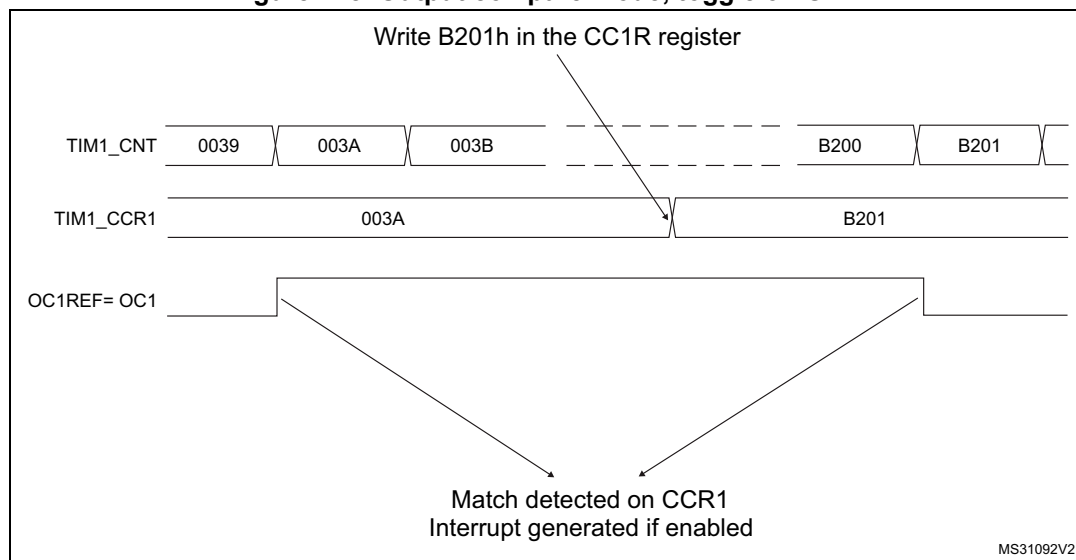 Write B201h in the CC1R register
TIM1_CNT 0039 003A 003B B200 B201
TIM1_CCR1 003A B201
OC1REF= OC1
Match detected on CCR1
Interrupt generated if enabled
MS31092V2